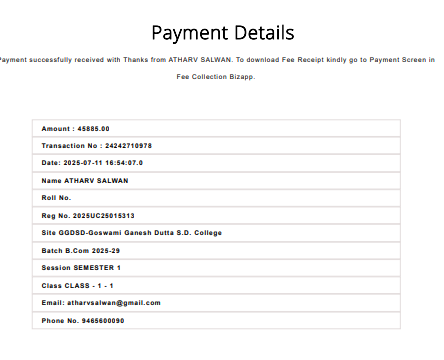 Payment Details
Payment successfully received with Thanks from ATHARV SALWAN. To download Fee Receipt kindly go to Payment Screen in
Fee Collection Bizapp.
Amount : 45885.00
Transaction No : 24242710978
Date: 2025-07-11 16:54:07.0
Name ATHARV SALWAN
Roll No.
Reg No. 2025UC25015313
Site GGDSD-Goswami Ganesh Dutta S.D. College
Batch B.Com 2025-29
Session SEMESTER 1
Class CLASS - 1 - 1
Email: atharvsalwan@gmail.com
Phone No. 9465600090